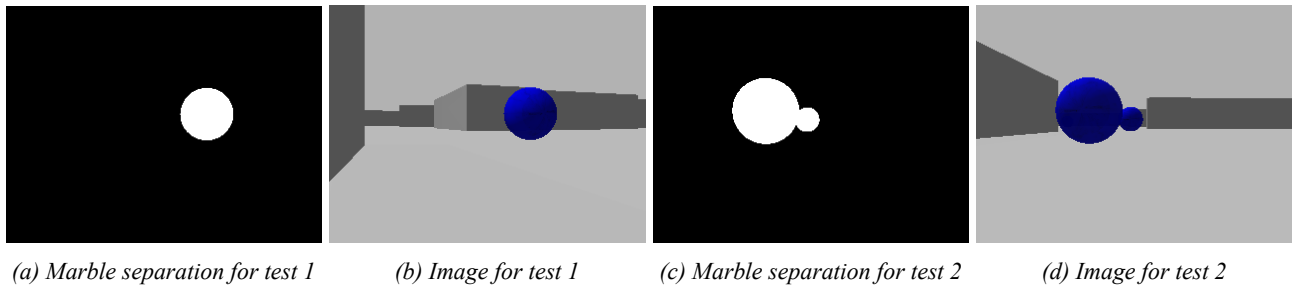 (a) Marble separation for test 1
(b) Image for test 1
(c) Marble separation for test 2
(d) Image for test 2